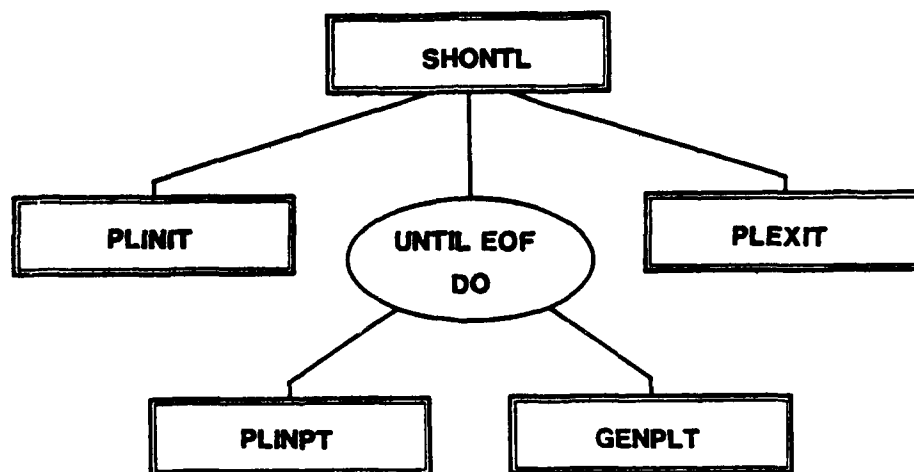 SHONTL
PLINIT
UNTIL EOF
DO
PLEXIT
PLINPT
GENPLT